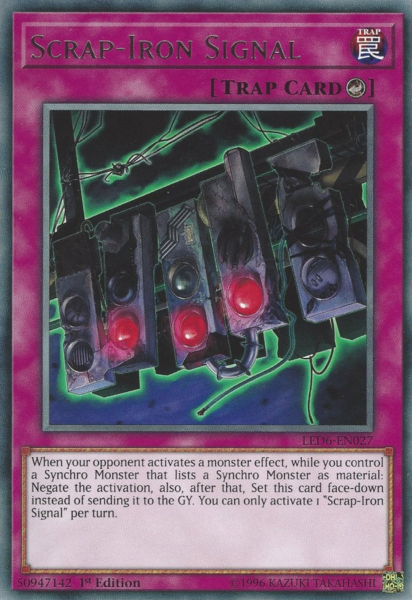 Scrap-Iron Signal
TRAP
罠
[Trap Card]
LED6-EN027
When your opponent activates a monster effect, while you control
a Synchro Monster that lists a Synchro Monster as material:
Negate the activation, also, after that, Set this card face-down
instead of sending it to the GY. You can only activate 1 "Scrap-Iron
Signal" per turn.
50947142 1st Edition ©1996 KAZUKI TAKAHASHI